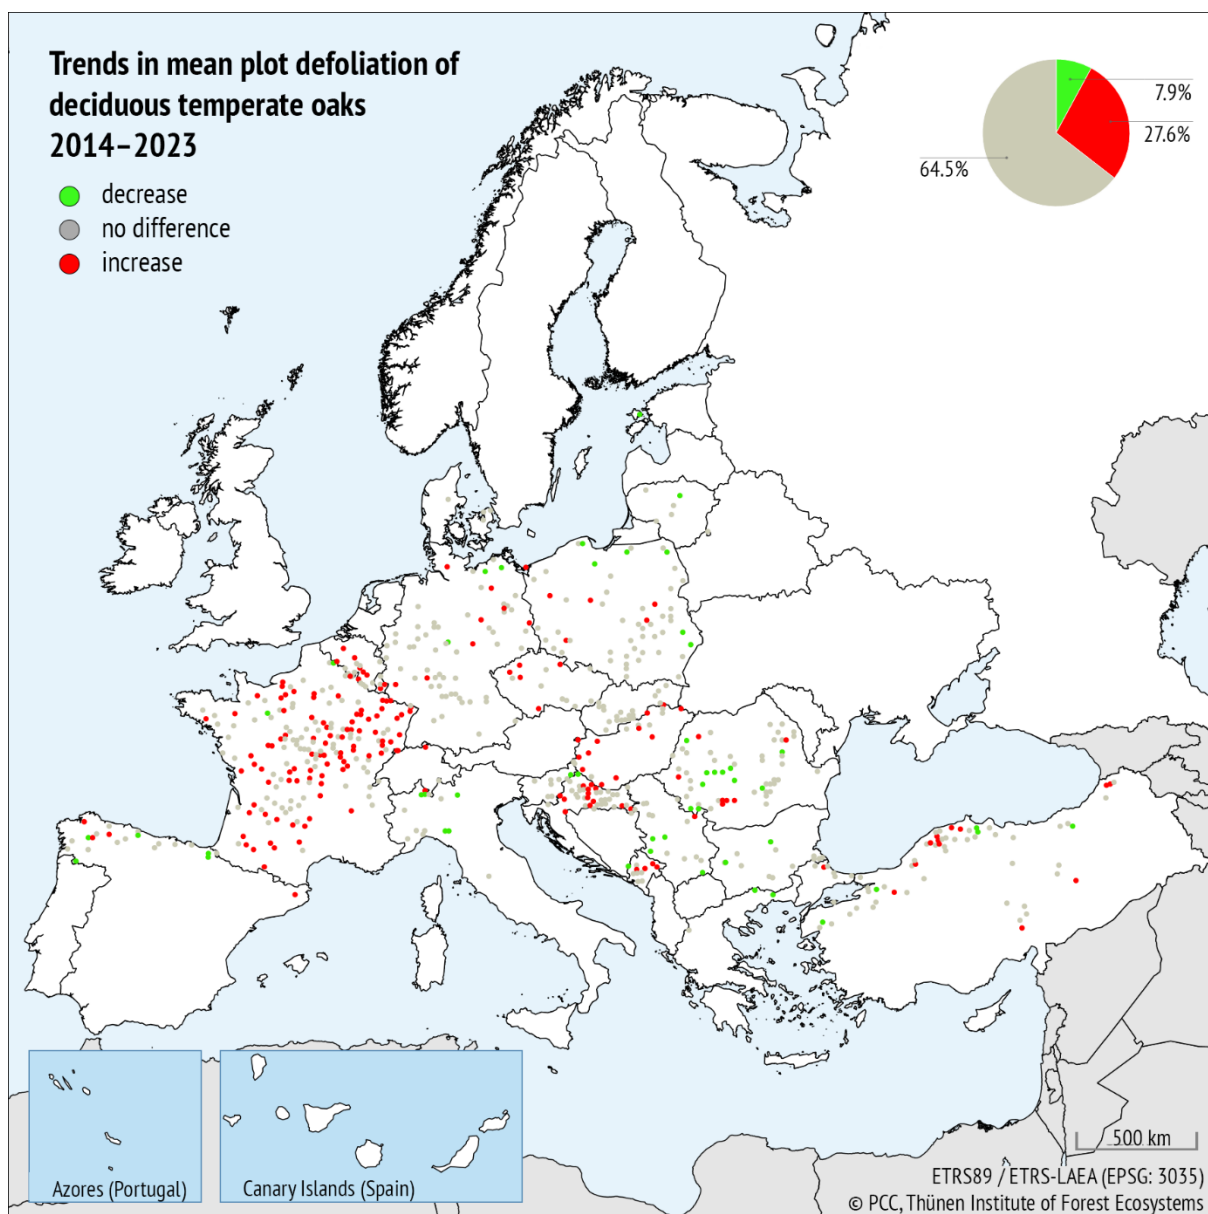 Trends in mean plot defoliation of
deciduous temperate oaks
2014–2023
decrease
no difference
increase
7.9%
27.6%
64.5%
500 km
Azores (Portugal)
Canary Islands (Spain)
ETRS89 / ETRS-LAEA (EPSG: 3035)
© PCC, Thünen Institute of Forest Ecosystems